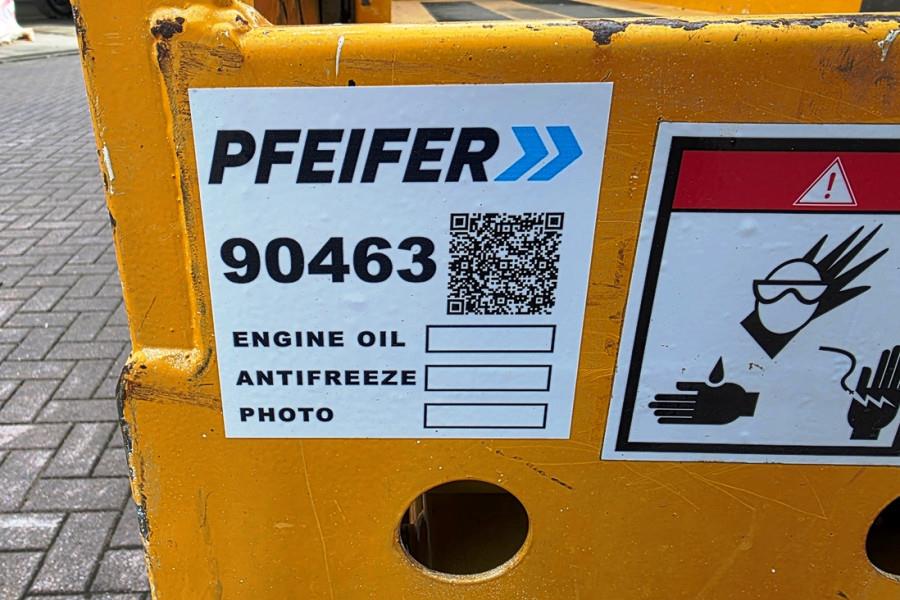 PFEIFER
90463
ENGINE OIL
ANTIFREEZE
PHOTO
!